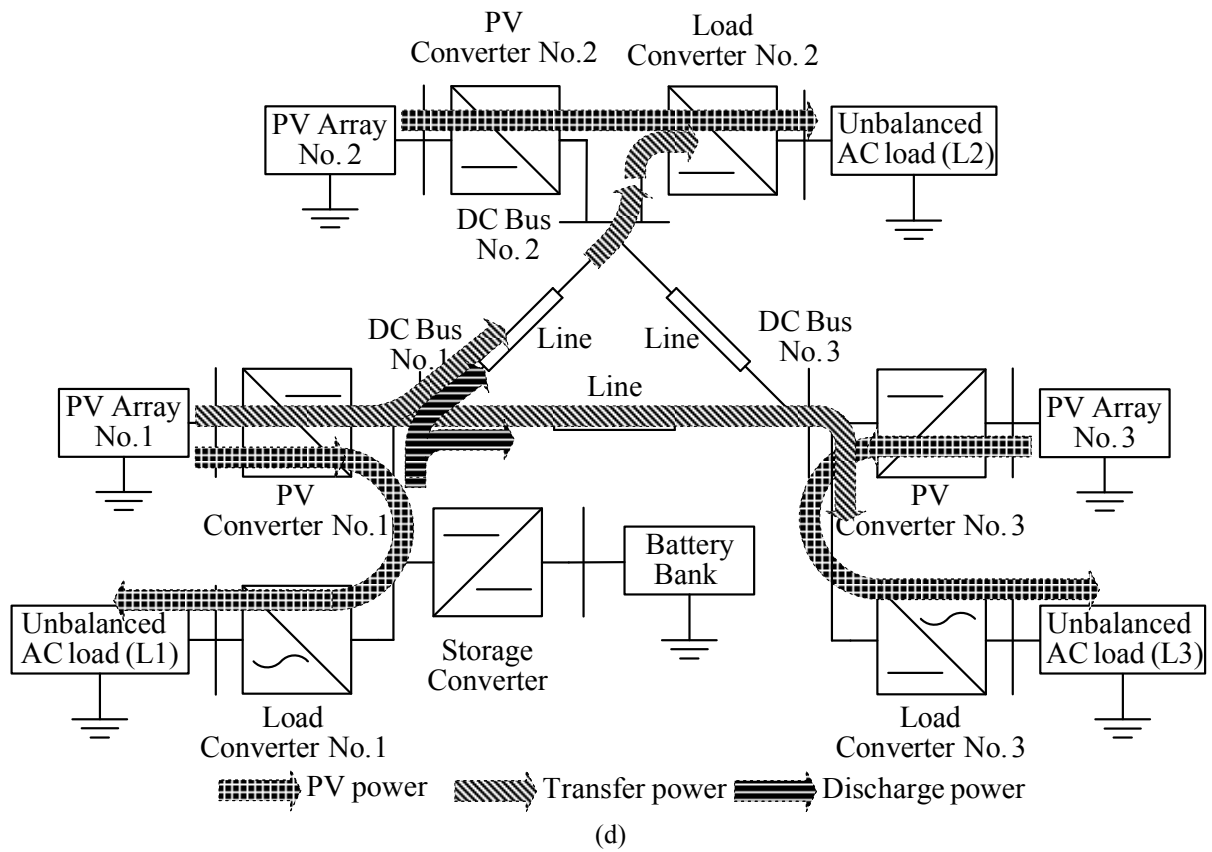 PV
Converter No.2
Load
Converter No. 2
PV Array
No. 2
Unbalanced
AC load (L2)
DC Bus
No. 2
DC Bus
No.1
Line
Line
DC Bus
No.3
Line
PV Array
No.1
PV Array
No. 3
PV
Converter No.1
PV
Converter No.3
Battery
Bank
Unbalanced
AC load (L1)
Storage
Converter
Unbalanced
AC load (L3)
Load
Converter No.1
Load
Converter No.3
PV power
Transfer power
Discharge power
(d)